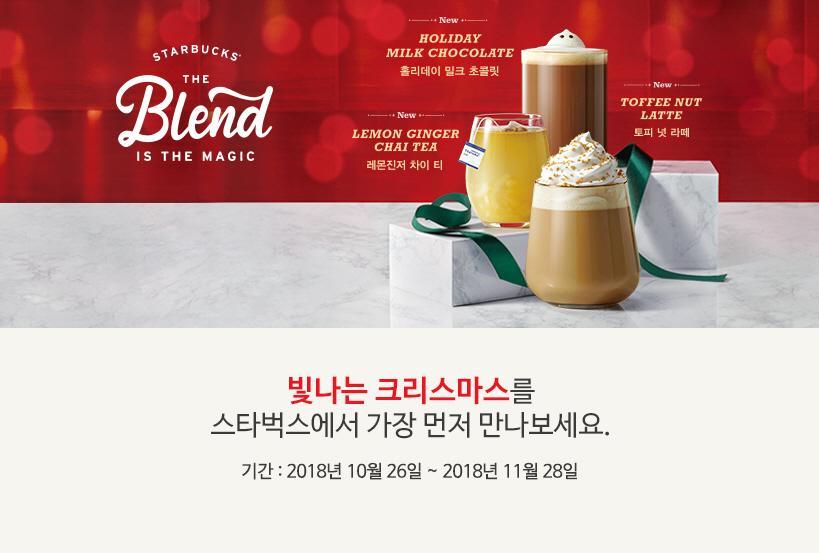 STARBUCKS
THE
Blend
IS THE MAGIC
New
HOLIDAY
MILK CHOCOLATE
홀리데이 밀크 초콜릿
New
LEMON GINGER
CHAI TEA
레몬진저 차이 티
New
TOFFEE NUT
LATTE
토피 넛 라떼
빛나는 크리스마스를
스타벅스에서 가장 먼저 만나보세요.
기간 : 2018년 10월 26일 ~ 2018년 11월 28일